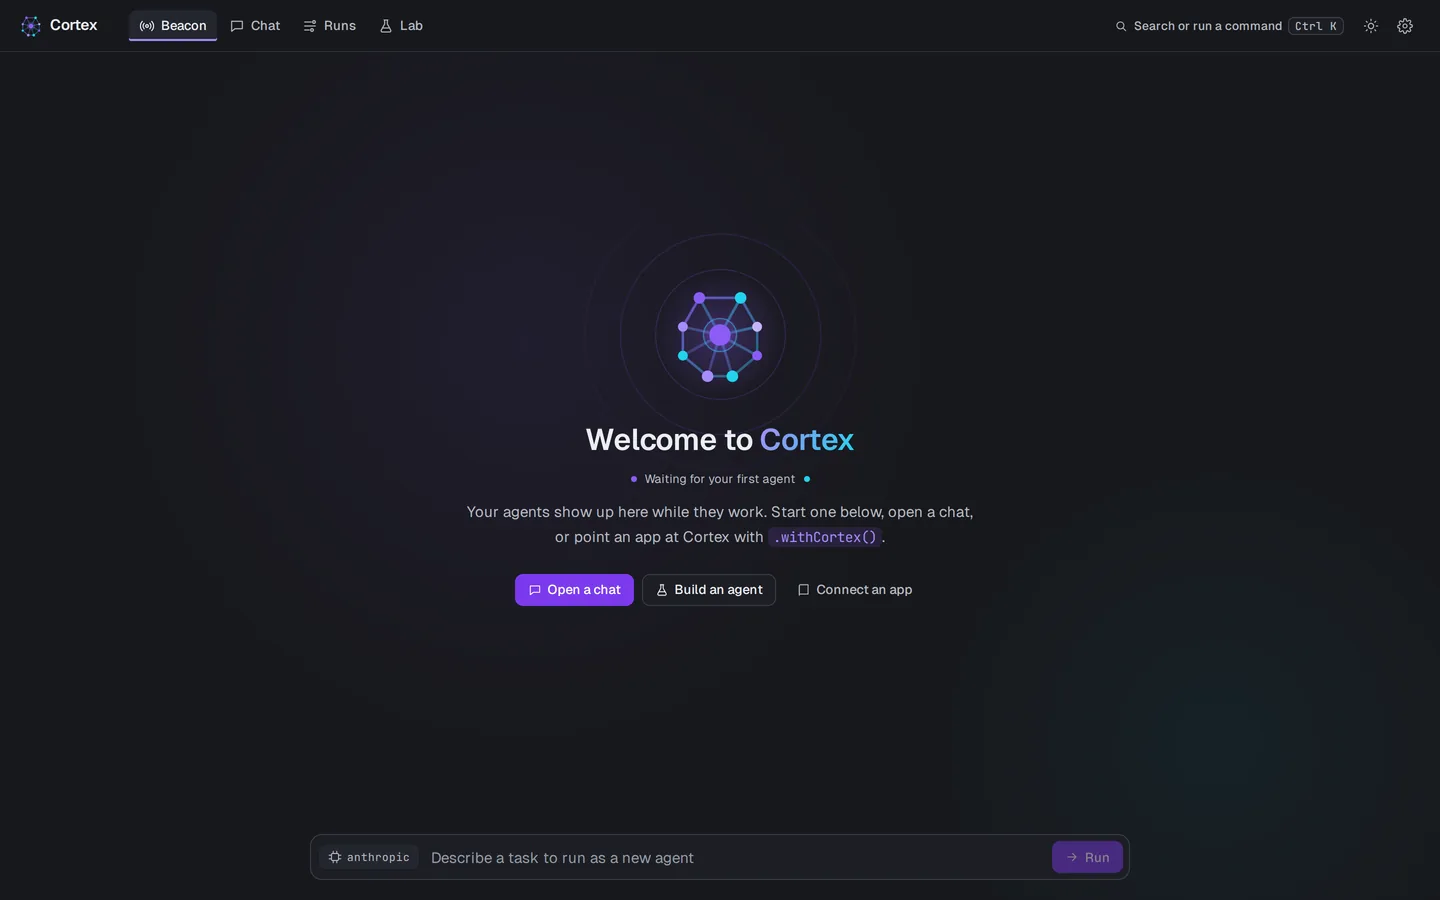 Cortex
Beacon
Chat
Runs
Lab
Search or run a command
Ctrl K
Welcome to Cortex
Waiting for your first agent
Your agents show up here while they work. Start one below, open a chat,
or point an app at Cortex with .withCortex().
Open a chat
Build an agent
Connect an app
anthropic
Describe a task to run as a new agent
Run